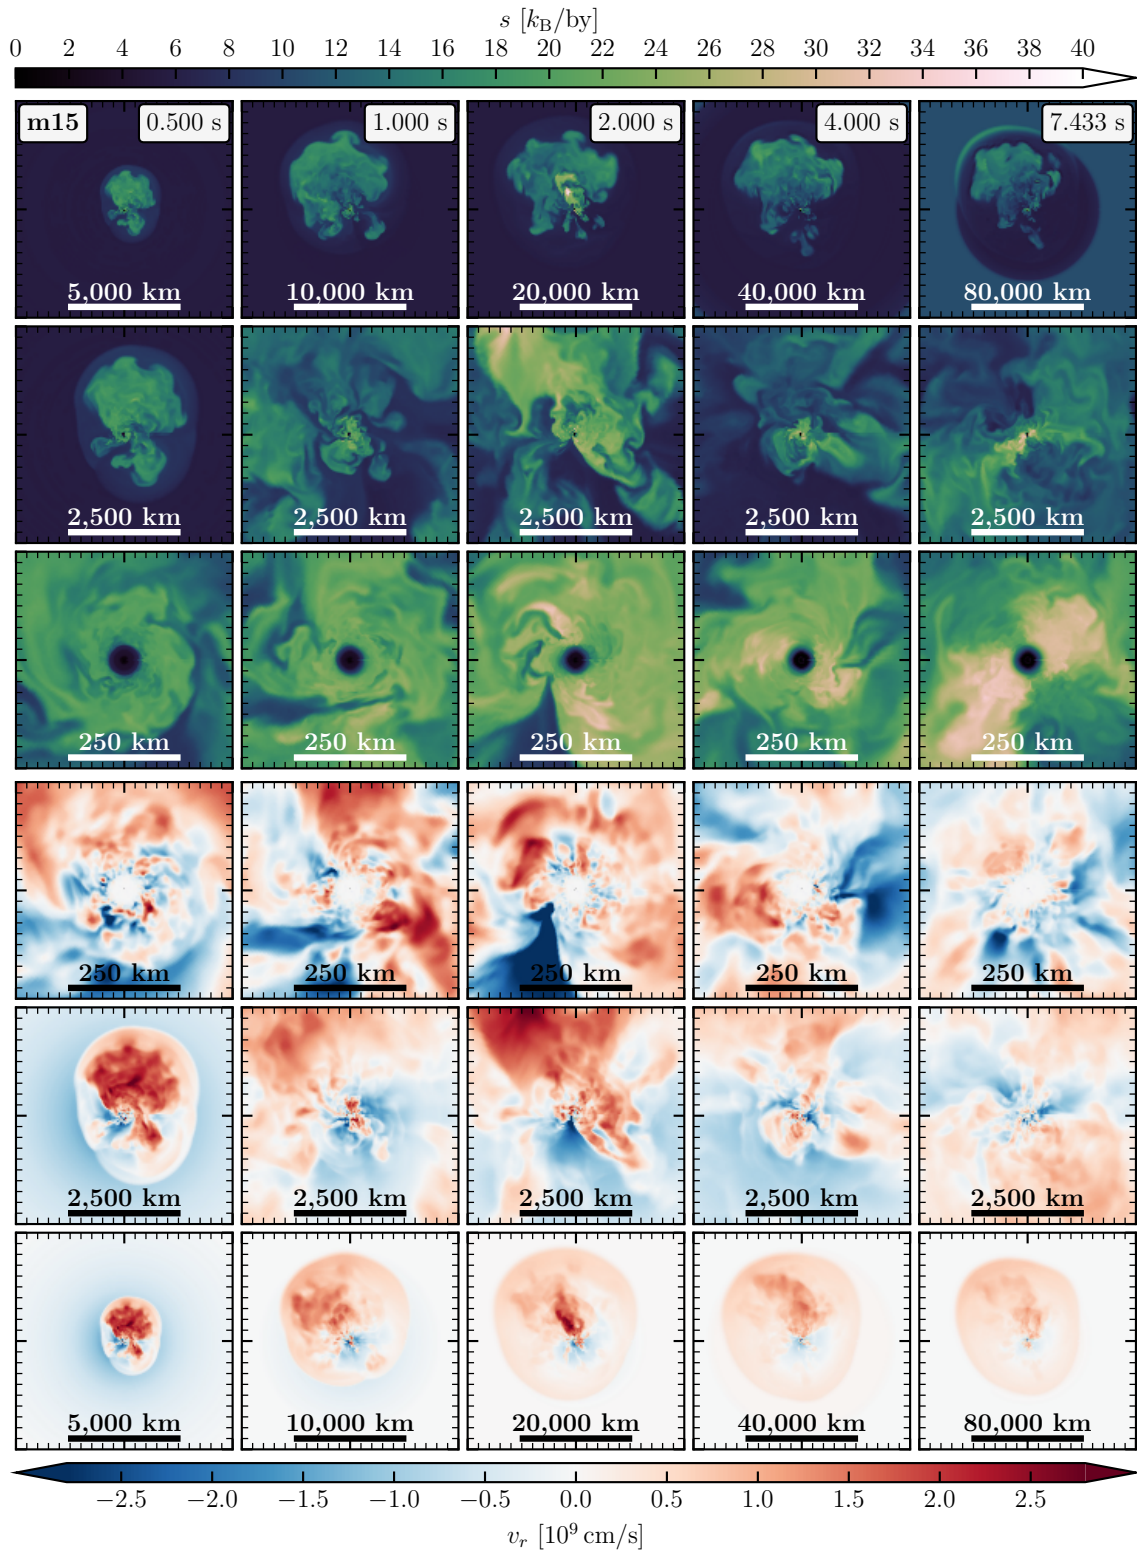 s [k_B/by]
0 2 4 6 8 10 12 14 16 18 20 22 24 26 28 30 32 34 36 38 40
m15 0.500 s 1.000 s 2.000 s 4.000 s 7.433 s
5,000 km 10,000 km 20,000 km 40,000 km 80,000 km
2,500 km 2,500 km 2,500 km 2,500 km 2,500 km
250 km 250 km 250 km 250 km 250 km
250 km 250 km 250 km 250 km 250 km
2,500 km 2,500 km 2,500 km 2,500 km 2,500 km
5,000 km 10,000 km 20,000 km 40,000 km 80,000 km
−2.5 −2.0 −1.5 −1.0 −0.5 0.0 0.5 1.0 1.5 2.0 2.5
v_r [10⁹ cm/s]